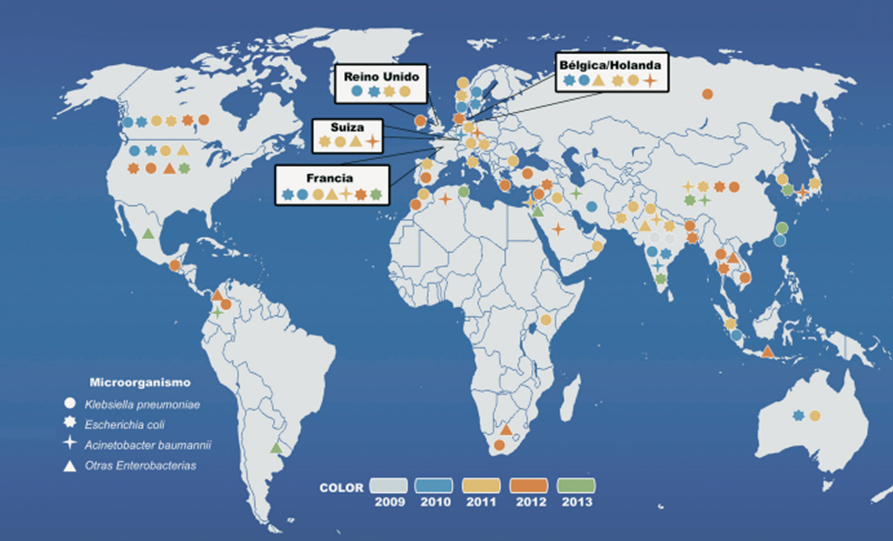 Reino Unido
Bélgica/Holanda
Suiza
Francia
Microorganismo
Klebsiella pneumoniae
Escherichia coli
Acinetobacter baumannii
Otras Enterobacterias
COLOR
2009
2010
2011
2012
2013